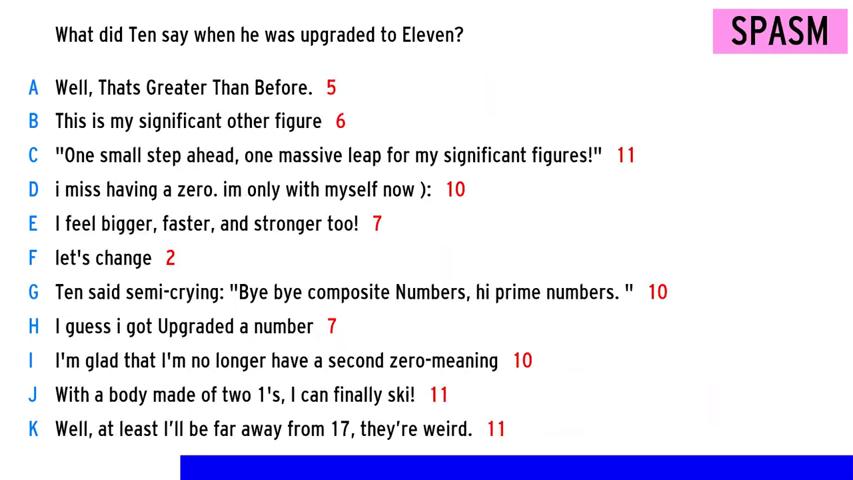 What did Ten say when he was upgraded to Eleven?
SPASM
A Well, Thats Greater Than Before. 5
B This is my significant other figure 6
C "One small step ahead, one massive leap for my significant figures!" 11
D i miss having a zero. im only with myself now ): 10
E I feel bigger, faster, and stronger too! 7
F let's change 2
G Ten said semi-crying: "Bye bye composite Numbers, hi prime numbers. " 10
H I guess i got Upgraded a number 7
I I'm glad that I'm no longer have a second zero-meaning 10
J With a body made of two 1's, I can finally ski! 11
K Well, at least I’ll be far away from 17, they’re weird. 11